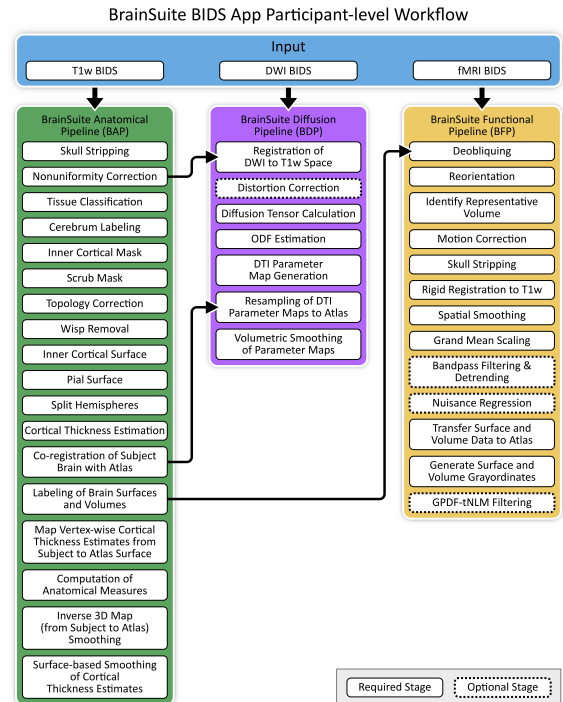 BrainSuite BIDS App Participant-level Workflow
Input
T1w BIDS
DWI BIDS
fMRI BIDS
BrainSuite Anatomical
Pipeline (BAP)
Skull Stripping
Nonuniformity Correction
Tissue Classification
Cerebrum Labeling
Inner Cortical Mask
Scrub Mask
Topology Correction
Wisp Removal
Inner Cortical Surface
Pial Surface
Split Hemispheres
Cortical Thickness Estimation
Co-registration of Subject
Brain with Atlas
Labeling of Brain Surfaces
and Volumes
Map Vertex-wise Cortical
Thickness Estimates from
Subject to Atlas Surface
Computation of
Anatomical Measures
Inverse 3D Map
(from Subject to Atlas)
Smoothing
Surface-based Smoothing
of Cortical
Thickness Estimates
BrainSuite Diffusion
Pipeline (BDP)
Registration of
DWI to T1w Space
Distortion Correction
Diffusion Tensor Calculation
ODF Estimation
DTI Parameter
Map Generation
Resampling of DTI
Parameter Maps to Atlas
Volumetric Smoothing
of Parameter Maps
BrainSuite Functional
Pipeline (BFP)
Deobliquing
Reorientation
Identify Representative
Volume
Motion Correction
Skull Stripping
Rigid Registration to T1w
Spatial Smoothing
Grand Mean Scaling
Bandpass Filtering &
Detrending
Nuisance Regression
Transfer Surface and
Volume Data to Atlas
Generate Surface and
Volume Grayordinates
GPDF-tNLM Filtering
Required Stage
Optional Stage